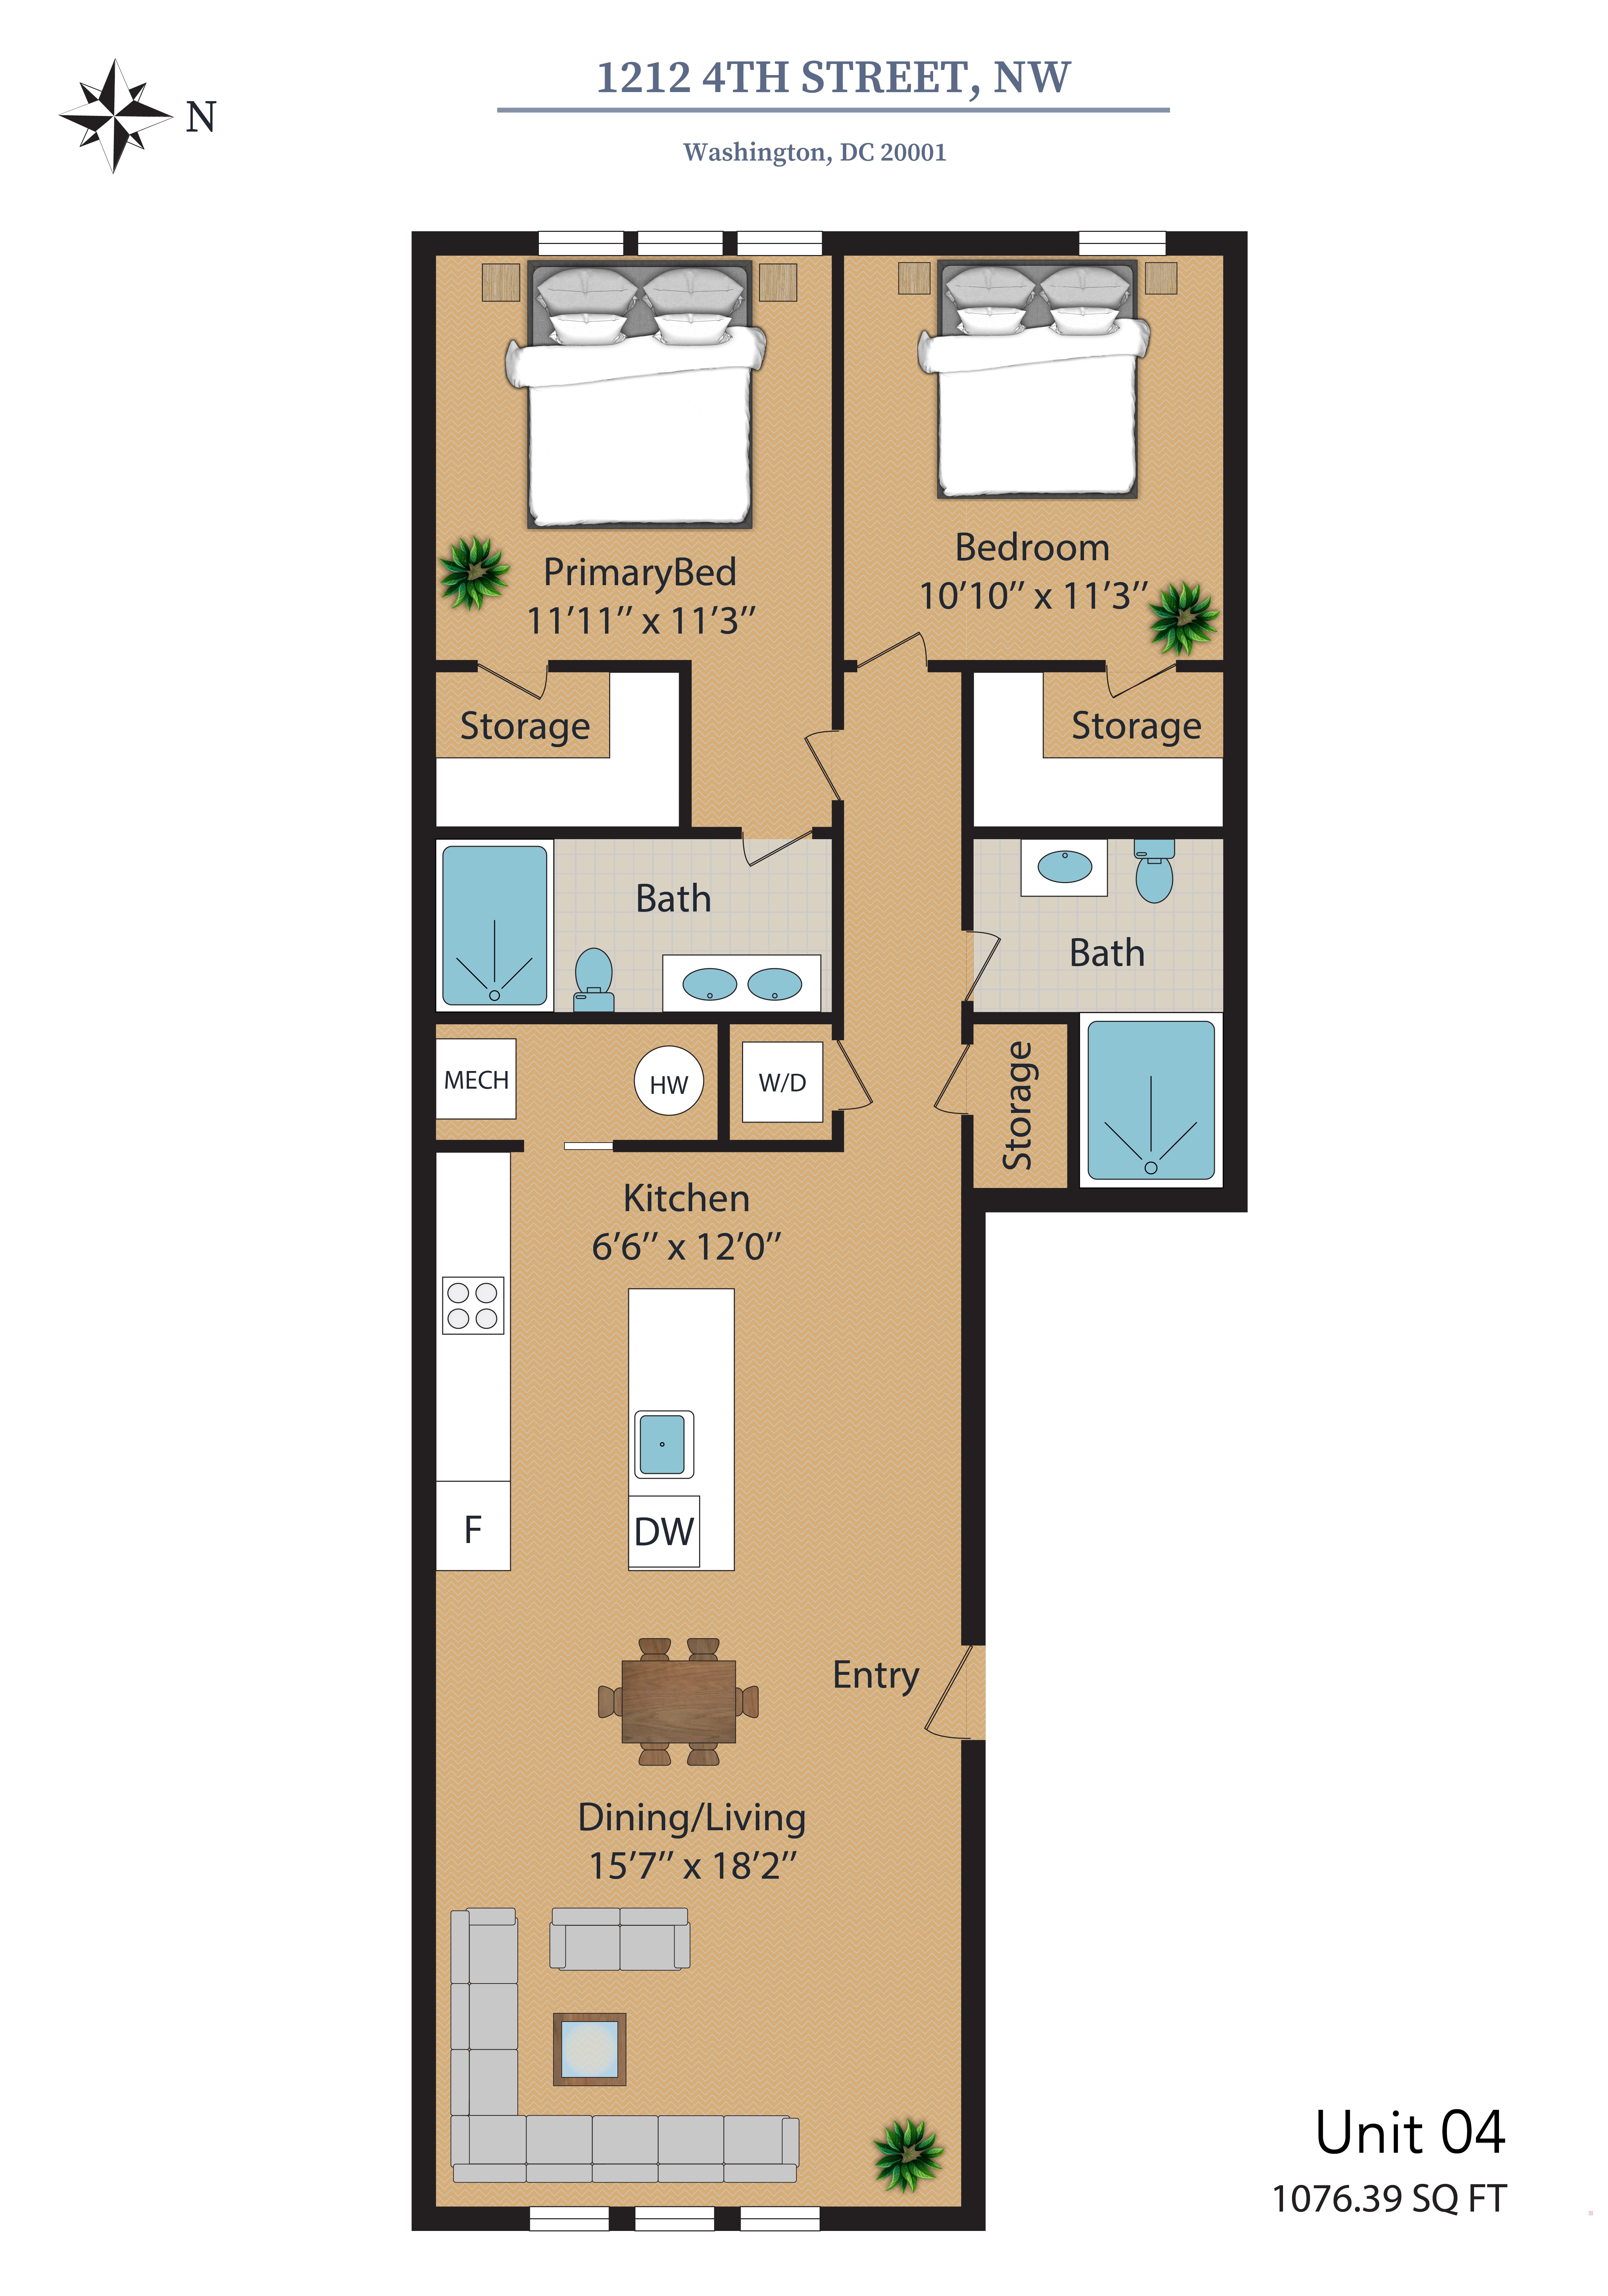 N
1212 4TH STREET, NW
Washington, DC 20001
PrimaryBed
11’11’’ x 11’3’’
Bedroom
10’10’’ x 11’3’’
Storage
Storage
Bath
Bath
MECH
HW
W/D
Storage
Kitchen
6’6’’ x 12’0’’
F
DW
Entry
Dining/Living
15’7’’ x 18’2’’
Unit 04
1076.39 SQ FT